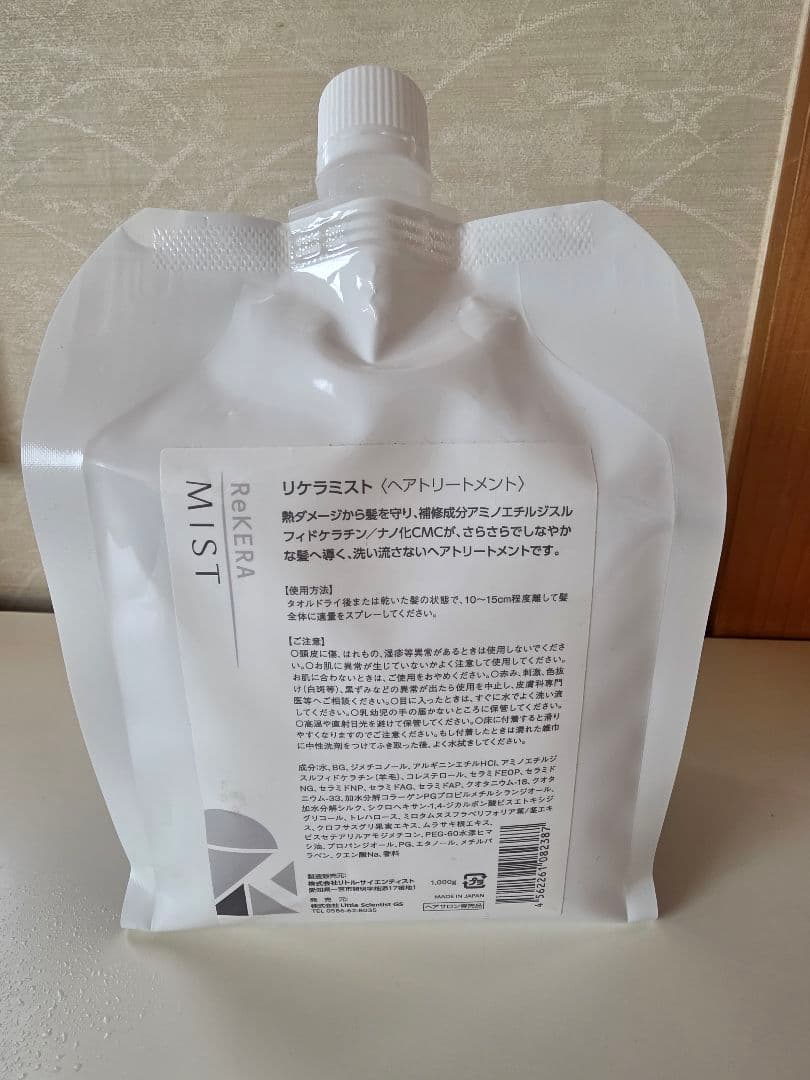 ReKERA
MIST
リケラミスト〈ヘアトリートメント〉
熱ダメージから髪を守り、補修成分アミノエチルジスル
フィドケラチン/ナノ化CMCが、さらさらでしなやか
な髪へ導く、洗い流さないヘアトリートメントです。
【使用方法】
タオルドライ後または乾いた髪の状態で、10〜15cm程度離して髪
全体に適量をスプレーしてください。
【ご注意】
○頭皮に傷、はれもの、湿疹等異常があるときは使用しないでくださ
い。○お肌に異常が生じていないかよく注意して使用してください。
お肌に合わないときは、ご使用をおやめください。○赤み、刺激、色抜
け(白斑等)、黒ずみなどの異常が出たら使用を中止し、皮膚科専門
医等へご相談ください。○目に入ったときは、すぐに水でよく洗い流
してください。○乳幼児の手の届かないところに保管してください。
○高温や直射日光を避けて保管してください。○床に付着すると滑り
やすくなりますのでご注意ください。もし付着したときは濡れた雑巾
に中性洗剤をつけてふき取った後、よく水拭きしてください。
成分:水、BG、ジメチコノール、アルギニンエチルHCl、アミノエチルジ
スルフィドケラチン(羊毛)、コレステロール、セラミドEOP、セラミド
NG、セラミドNP、セラミドAG、セラミドAP、クオタニウム-18、クオタ
ニウム-33、加水分解コラーゲンPGプロピルメチルシランジオール、
加水分解シルク、シクロヘキサン-1,4-ジカルボン酸ビスエトキシジ
グリコール、トレハロース、ミロタムヌスフラベリフォリア葉/茎エキ
ス、クロフサスグリ果実エキス、ムラサキ根エキス、
ビスセテアリルアモジメチコン、PEG-60水添ヒマ
シ油、プロパンジオール、PG、エタノール、メチルパ
ラベン、クエン酸Na、香料
製造販売元:
株式会社リトル・サイエンティスト
愛知県一宮市開明字指源17番地1
発 売 元:
株式会社 Little Scientist GS
TEL 0586-62-8035
1,000g
プラ
MADE IN JAPAN
ヘアサロン専売品
4562261082387